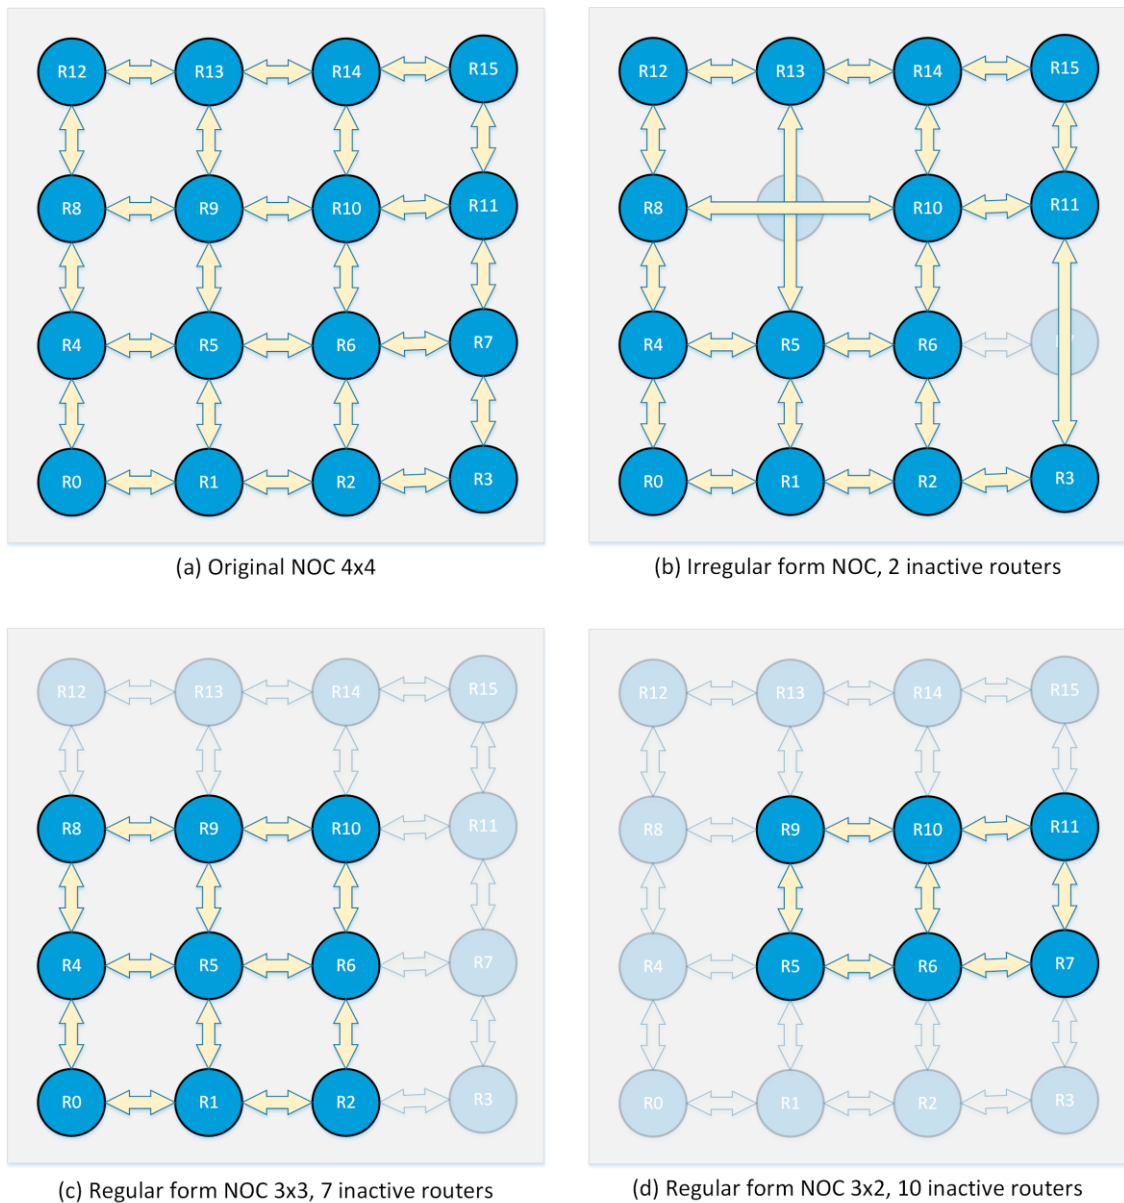 R12 R13 R14 R15
R8 R9 R10 R11
R4 R5 R6 R7
R0 R1 R2 R3
(a) Original NOC 4x4
R12 R13 R14 R15
R8 R10 R11
R4 R5 R6
R0 R1 R2 R3
(b) Irregular form NOC, 2 inactive routers
R12 R13 R14 R15
R8 R9 R10 R11
R4 R5 R6 R7
R0 R1 R2 R3
(c) Regular form NOC 3x3, 7 inactive routers
R12 R13 R14 R15
R8 R9 R10 R11
R4 R5 R6 R7
R0 R1 R2 R3
(d) Regular form NOC 3x2, 10 inactive routers